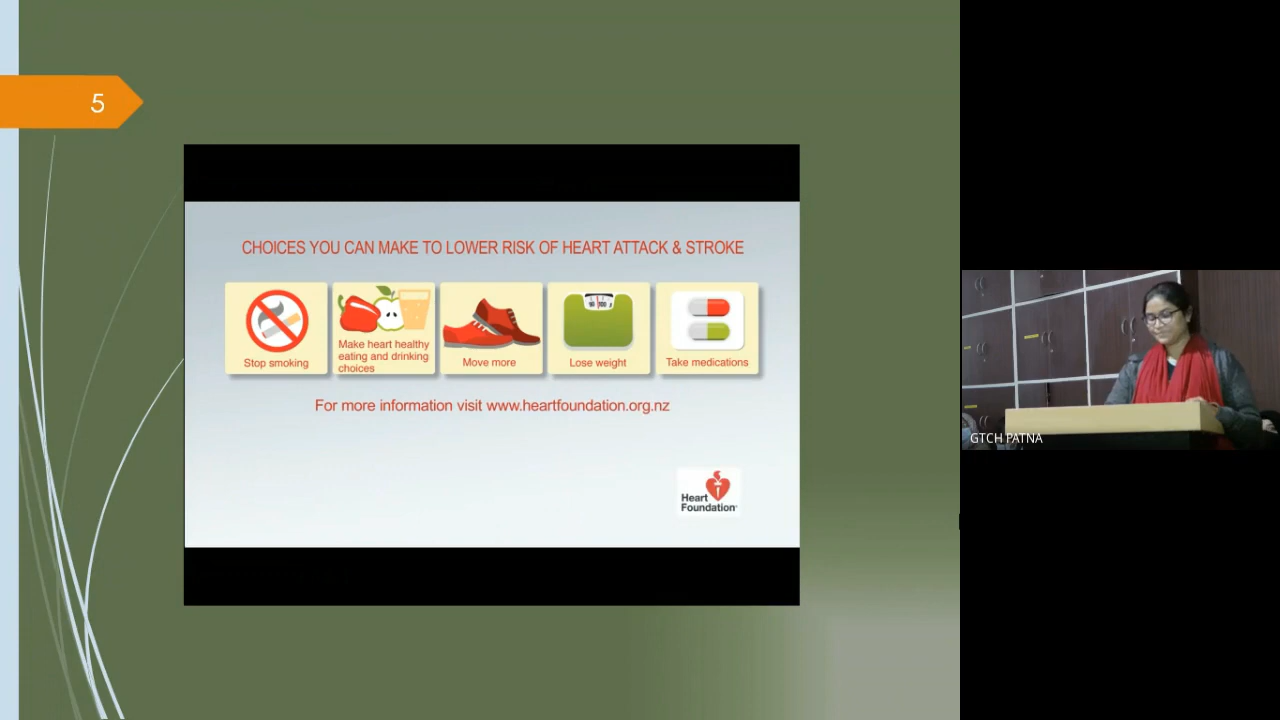 5
CHOICES YOU CAN MAKE TO LOWER RISK OF HEART ATTACK & STROKE
Stop smoking
Make heart healthy
eating and drinking
choices
Move more
Lose weight
Take medications
For more information visit www.heartfoundation.org.nz
Heart
Foundation
GTCH PATNA